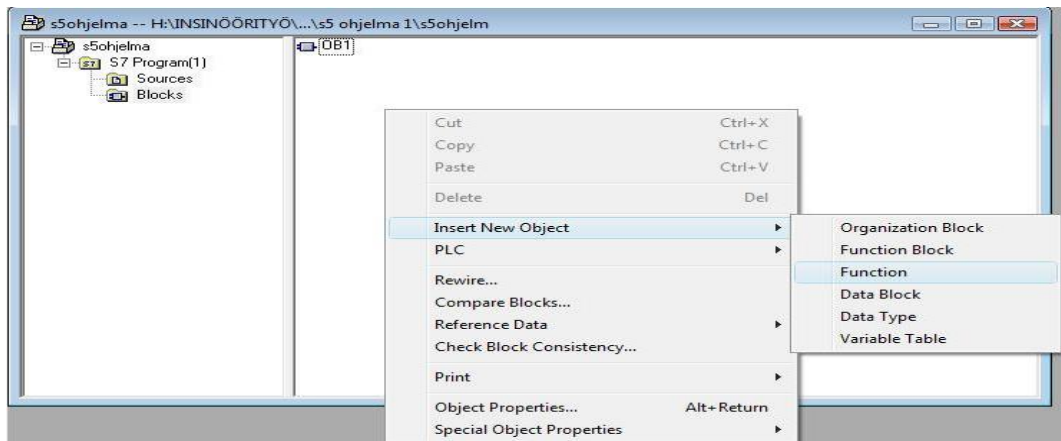 s5ohjelma -- H:\INSINÖÖRITYÖ\...\s5 ohjelma 1\s5ohjelm
s5ohjelma
S7 Program(1)
Sources
Blocks
OB1
Cut Ctrl+X
Copy Ctrl+C
Paste Ctrl+V
Delete Del
Insert New Object
PLC
Rewire...
Compare Blocks...
Reference Data
Check Block Consistency...
Print
Object Properties... Alt+Return
Special Object Properties
Organization Block
Function Block
Function
Data Block
Data Type
Variable Table